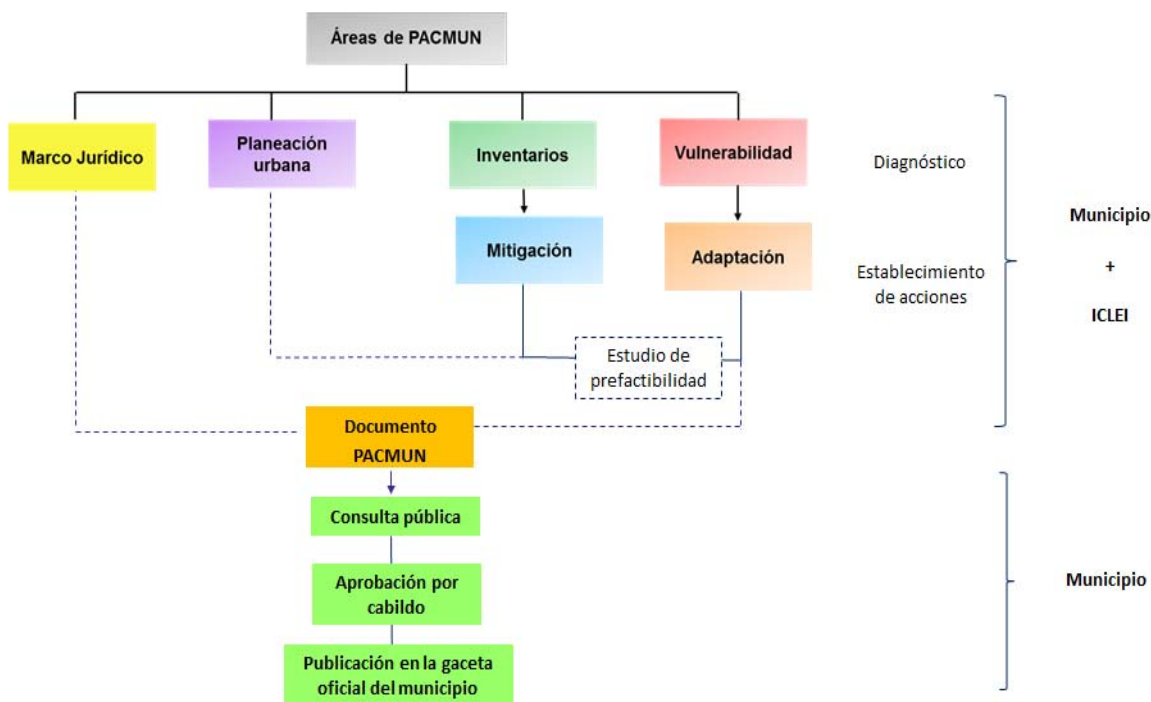 Áreas de PACMUN
Marco Jurídico
Planeación
urbana
Inventarios
Vulnerabilidad
Diagnóstico
Mitigación
Adaptación
Establecimiento
de acciones
Municipio
+
ICLEI
Estudio de
prefactibilidad
Documento
PACMUN
Consulta pública
Aprobación por
cabildo
Publicación en la gaceta
oficial del municipio
Municipio